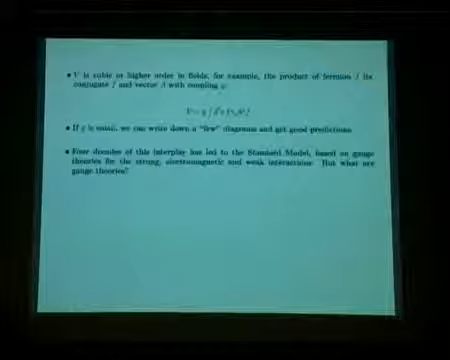 • V is cubic or higher order in fields, for example, the product of fermion f its
conjugate f̄ and vector A with coupling g:
• If g is small, we can write down a "few" diagrams and get good predictions
• Four decades of this interplay has led to the Standard Model, based on gauge
theories for the strong, electromagnetic and weak interactions. But what are
gauge theories?